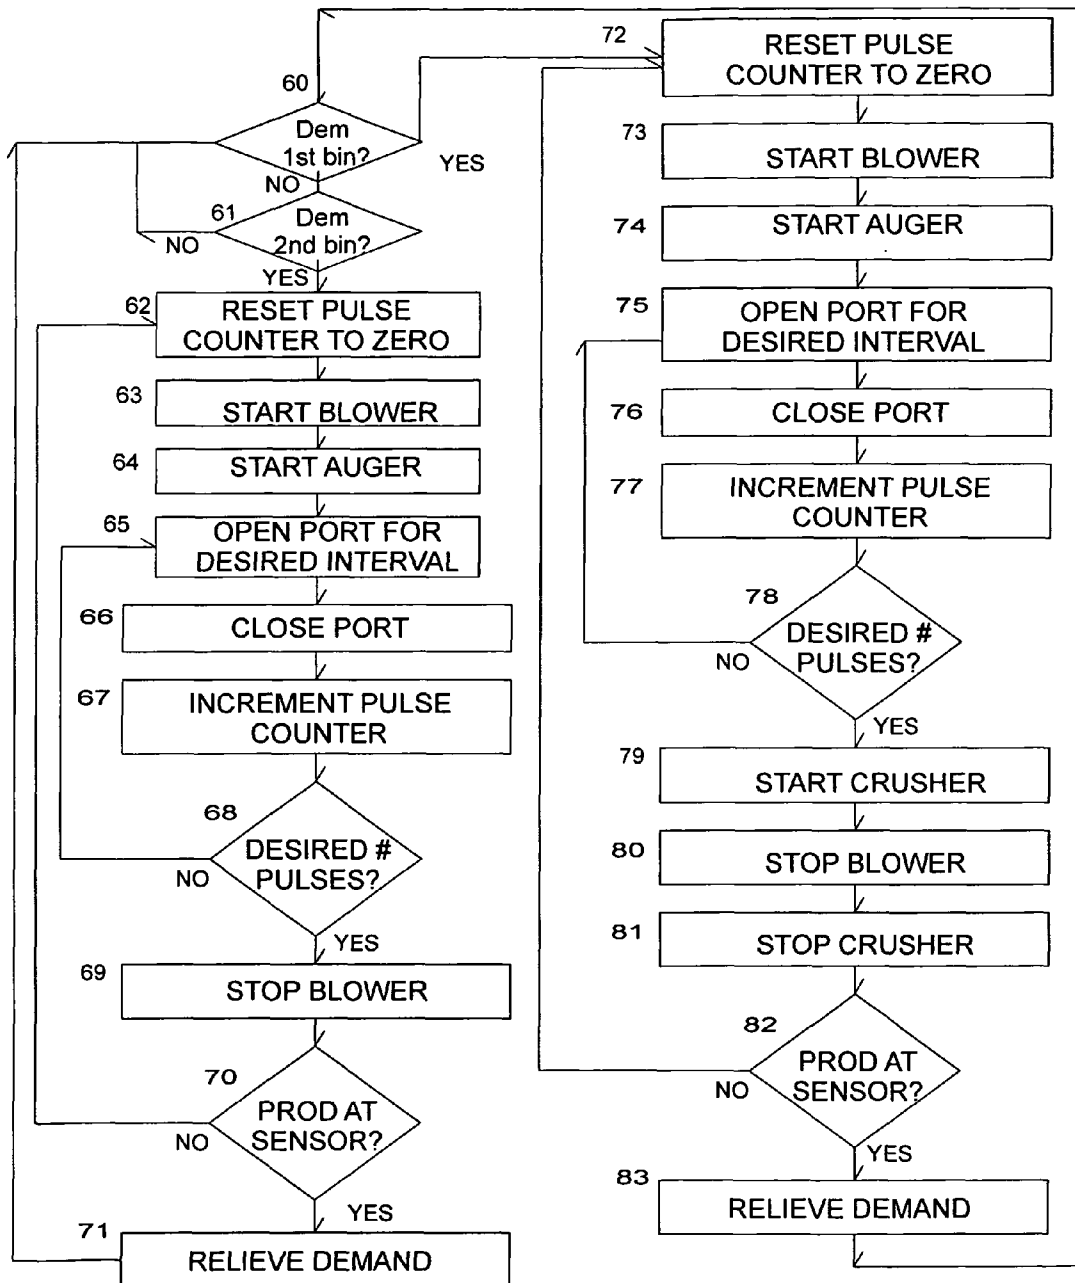 60
Dem
1st bin?
YES
NO
61
Dem
2nd bin?
NO
YES
62
RESET PULSE
COUNTER TO ZERO
63
START BLOWER
64
START AUGER
65
OPEN PORT FOR
DESIRED INTERVAL
66
CLOSE PORT
67
INCREMENT PULSE
COUNTER
68
DESIRED #
PULSES?
NO
YES
69
STOP BLOWER
70
PROD AT
SENSOR?
NO
YES
71
RELIEVE DEMAND
72
RESET PULSE
COUNTER TO ZERO
73
START BLOWER
74
START AUGER
75
OPEN PORT FOR
DESIRED INTERVAL
76
CLOSE PORT
77
INCREMENT PULSE
COUNTER
78
DESIRED #
PULSES?
NO
YES
79
START CRUSHER
80
STOP BLOWER
81
STOP CRUSHER
82
PROD AT
SENSOR?
NO
YES
83
RELIEVE DEMAND